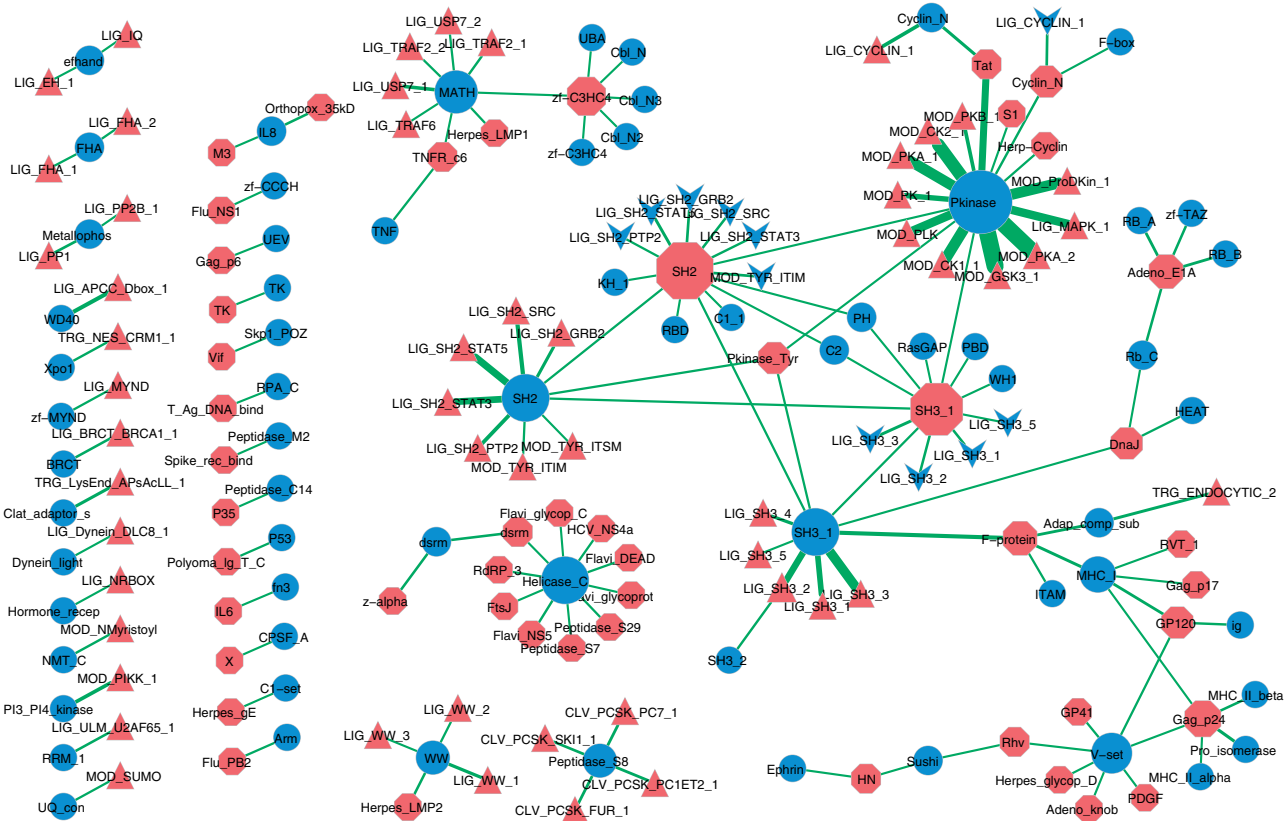 LIG_IQ
efhand
LIG_EH_1
LIG_FHA_2
FHA
LIG_FHA_1
LIG_PP2B_1
Metallophos
LIG_PP1
LIG_APCC_Dbox_1
WD40
TRG_NES_CRM1_1
Xpo1
LIG_MYND
zf-MYND
LIG_BRCT_BRCA1_1
BRCT
TRG_LysEnd_APsAcLL_1
Clat_adaptor_s
LIG_Dynein_DLC8_1
Dynein_light
LIG_NRBOX
Hormone_recep
MOD_NMyristoyl
NMT_C
MOD_PIKK_1
PI3_PI4_kinase
LIG_ULM_U2AF65_1
RRM_1
MOD_SUMO
UQ_con
Orthopox_35kD
IL8
M3
zf-CCCH
Flu_NS1
UEV
Gag_p6
TK
TK
Skp1_POZ
Vif
RPA_C
T_Ag_DNA_bind
Peptidase_M2
Spike_rec_bind
Peptidase_C14
P35
P53
Polyoma_lg_T_C
fn3
IL6
CPSF_A
X
C1-set
Herpes_gE
Arm
Flu_PB2
LIG_USP7_2
LIG_TRAF2_2
LIG_TRAF2_1
LIG_USP7_1
MATH
LIG_TRAF6
Herpes_LMP1
TNFR_c6
TNF
UBA
Cbl_N
zf-C3HC4
Cbl_N3
Cbl_N2
zf-C3HC4
Cyclin_N
LIG_CYCLIN_1
LIG_CYCLIN_1
F-box
Tat
Cyclin_N
MOD_PKB_1
S1
MOD_CK2_1
Herp-Cyclin
MOD_PKA_1
MOD_ProDKin_1
MOD_PK_1
Pkinase
LIG_MAPK_1
MOD_PLK
MOD_PKA_2
MOD_CK1_1
MOD_GSK3_1
RB_A
zf-TAZ
RB_B
Adeno_E1A
Rb_C
HEAT
DnaJ
LIG_SH2_GRB2
LIG_SH2_STAT5
LIG_SH2_SRC
LIG_SH2_PTP2
LIG_SH2_STAT3
SH2
MOD_TYR_ITIM
KH_1
RBD
C1_1
PH
C2
Pkinase_Tyr
RasGAP
PBD
WH1
SH3_1
LIG_SH3_5
LIG_SH3_3
LIG_SH3_1
LIG_SH3_2
LIG_SH2_SRC
LIG_SH2_GRB2
LIG_SH2_STAT5
SH2
LIG_SH2_STAT3
LIG_SH2_PTP2
MOD_TYR_ITSM
MOD_TYR_ITIM
LIG_SH3_4
SH3_1
LIG_SH3_5
LIG_SH3_2
LIG_SH3_3
LIG_SH3_1
SH3_2
TRG_ENDOCYTIC_2
Adap_comp_sub
F-protein
RVT_1
MHC_I
Gag_p17
ITAM
GP120
ig
dsrm
dsrm
z-alpha
Flavi_glycop_C
HCV_NS4a
Flavi_DEAD
RdRP_3
Helicase_C
FtsJ
Flavi_NS5
Peptidase_S29
Peptidase_S7
LIG_WW_2
LIG_WW_3
WW
LIG_WW_1
Herpes_LMP2
CLV_PCSK_PC7_1
CLV_PCSK_SKI1_1
Peptidase_S8
CLV_PCSK_PC1ET2_1
CLV_PCSK_FUR_1
MHC_II_beta
GP41
Gag_p24
Rhv
V-set
Pro_isomerase
Sushi
Ephrin
HN
Herpes_glycop_D
MHC_II_alpha
PDGF
Adeno_knob